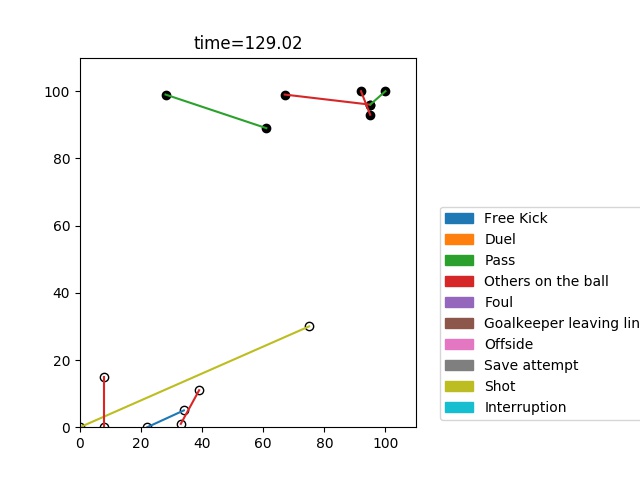 time=129.02
100
80
60
40
20
0
0 20 40 60 80 100
Free Kick
Duel
Pass
Others on the ball
Foul
Goalkeeper leaving lin
Offside
Save attempt
Shot
Interruption